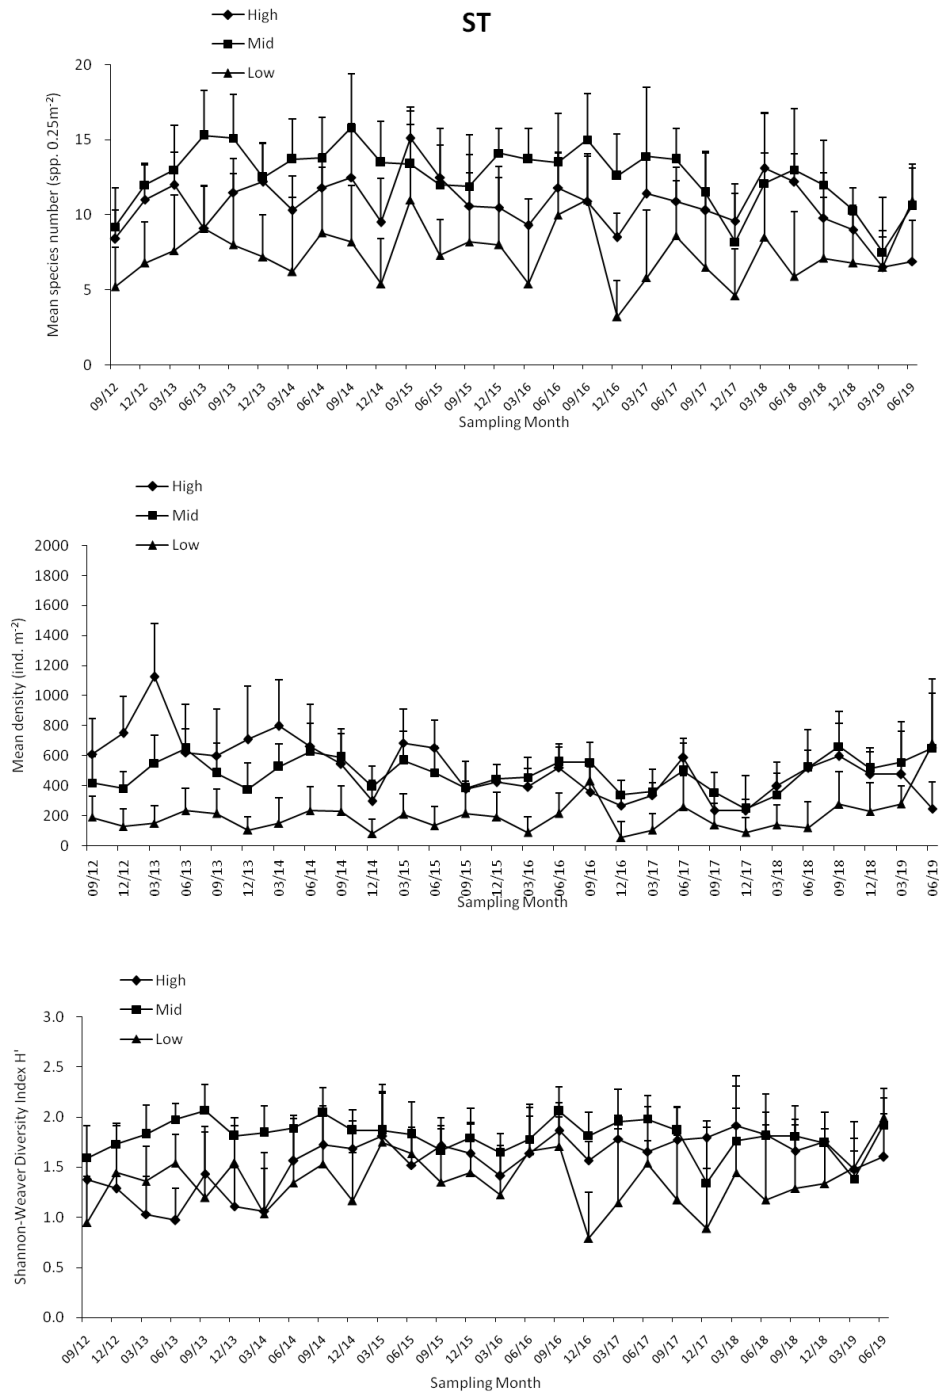 ST
High
Mid
Low
Mean species number (spp. 0.25m⁻²)
20
15
10
5
0
09/12 12/12 03/13 06/13 09/13 12/13 03/14 06/14 09/14 12/14 03/15 06/15 09/15 12/15 03/16 06/16 09/16 12/16 03/17 06/17 09/17 12/17 03/18 06/18 09/18 12/18 03/19 06/19
Sampling Month
High
Mid
Low
Mean density (ind. m⁻²)
2000
1800
1600
1400
1200
1000
800
600
400
200
0
09/12 12/12 03/13 06/13 09/13 12/13 03/14 06/14 09/14 12/14 03/15 06/15 09/15 12/15 03/16 06/16 09/16 12/16 03/17 06/17 09/17 12/17 03/18 06/18 09/18 12/18 03/19 06/19
Sampling Month
High
Mid
Low
Shannon-Weaver Diversity Index H'
3.0
2.5
2.0
1.5
1.0
0.5
0.0
09/12 12/12 03/13 06/13 09/13 12/13 03/14 06/14 09/14 12/14 03/15 06/15 09/15 12/15 03/16 06/16 09/16 12/16 03/17 06/17 09/17 12/17 03/18 06/18 09/18 12/18 03/19 06/19
Sampling Month